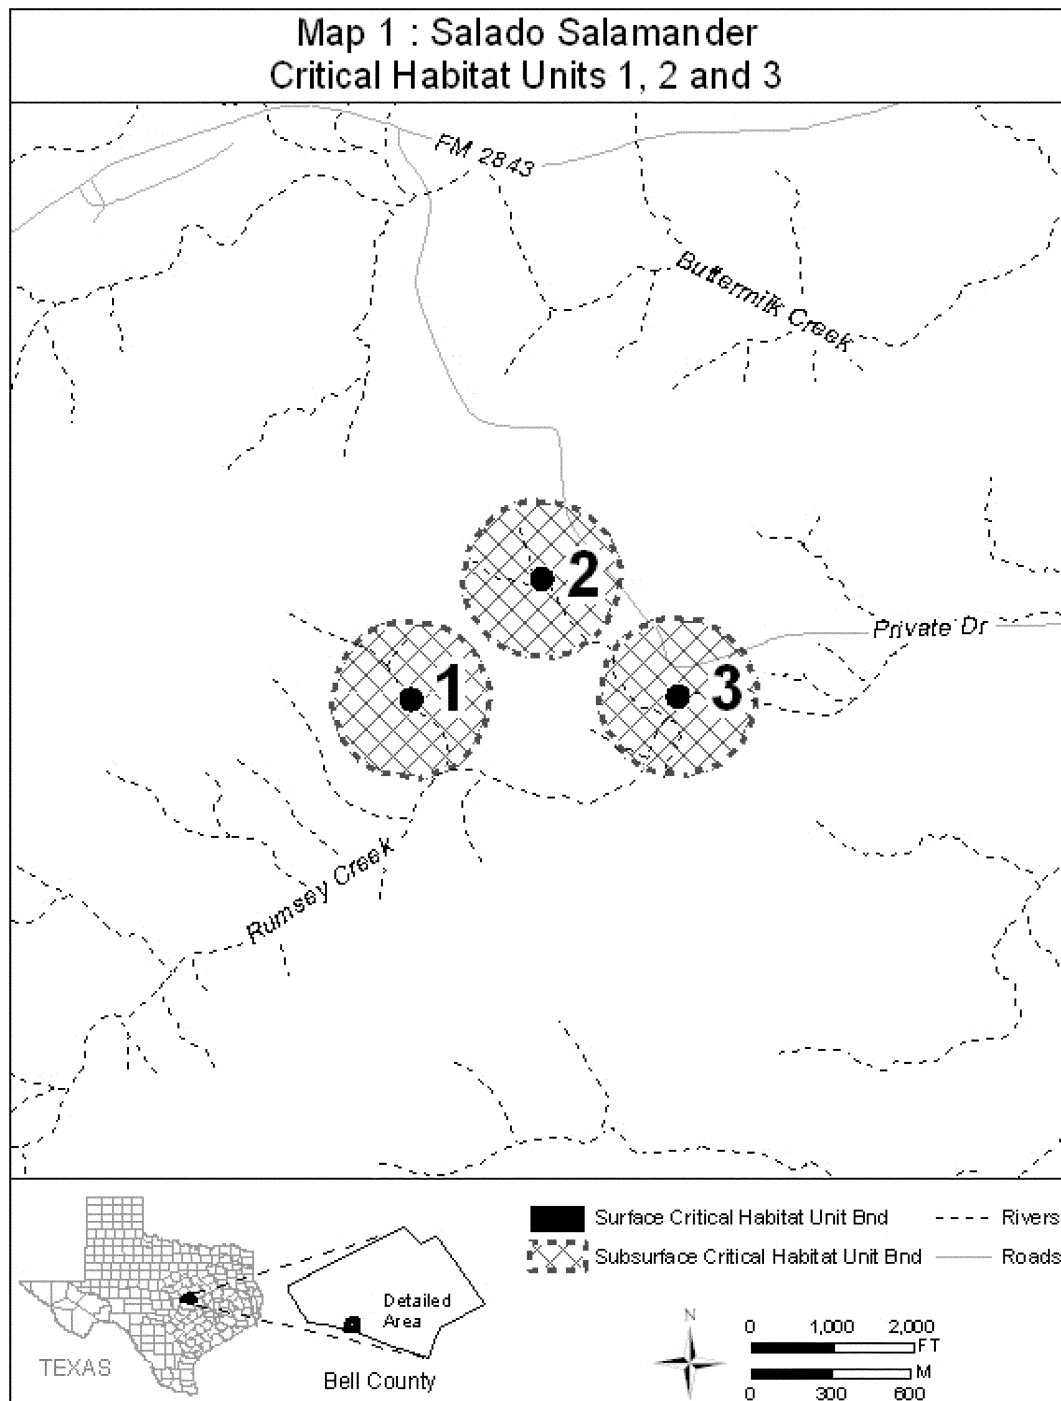 Map 1 : Salado Salamander
Critical Habitat Units 1, 2 and 3
FM 2843
Buttermilk Creek
2
Private Dr
1
3
Rumsey Creek
Surface Critical Habitat Unit Bnd
Rivers
Subsurface Critical Habitat Unit Bnd
Roads
Detailed
Area
TEXAS
Bell County
N
0 1,000 2,000
FT
M
0 300 600